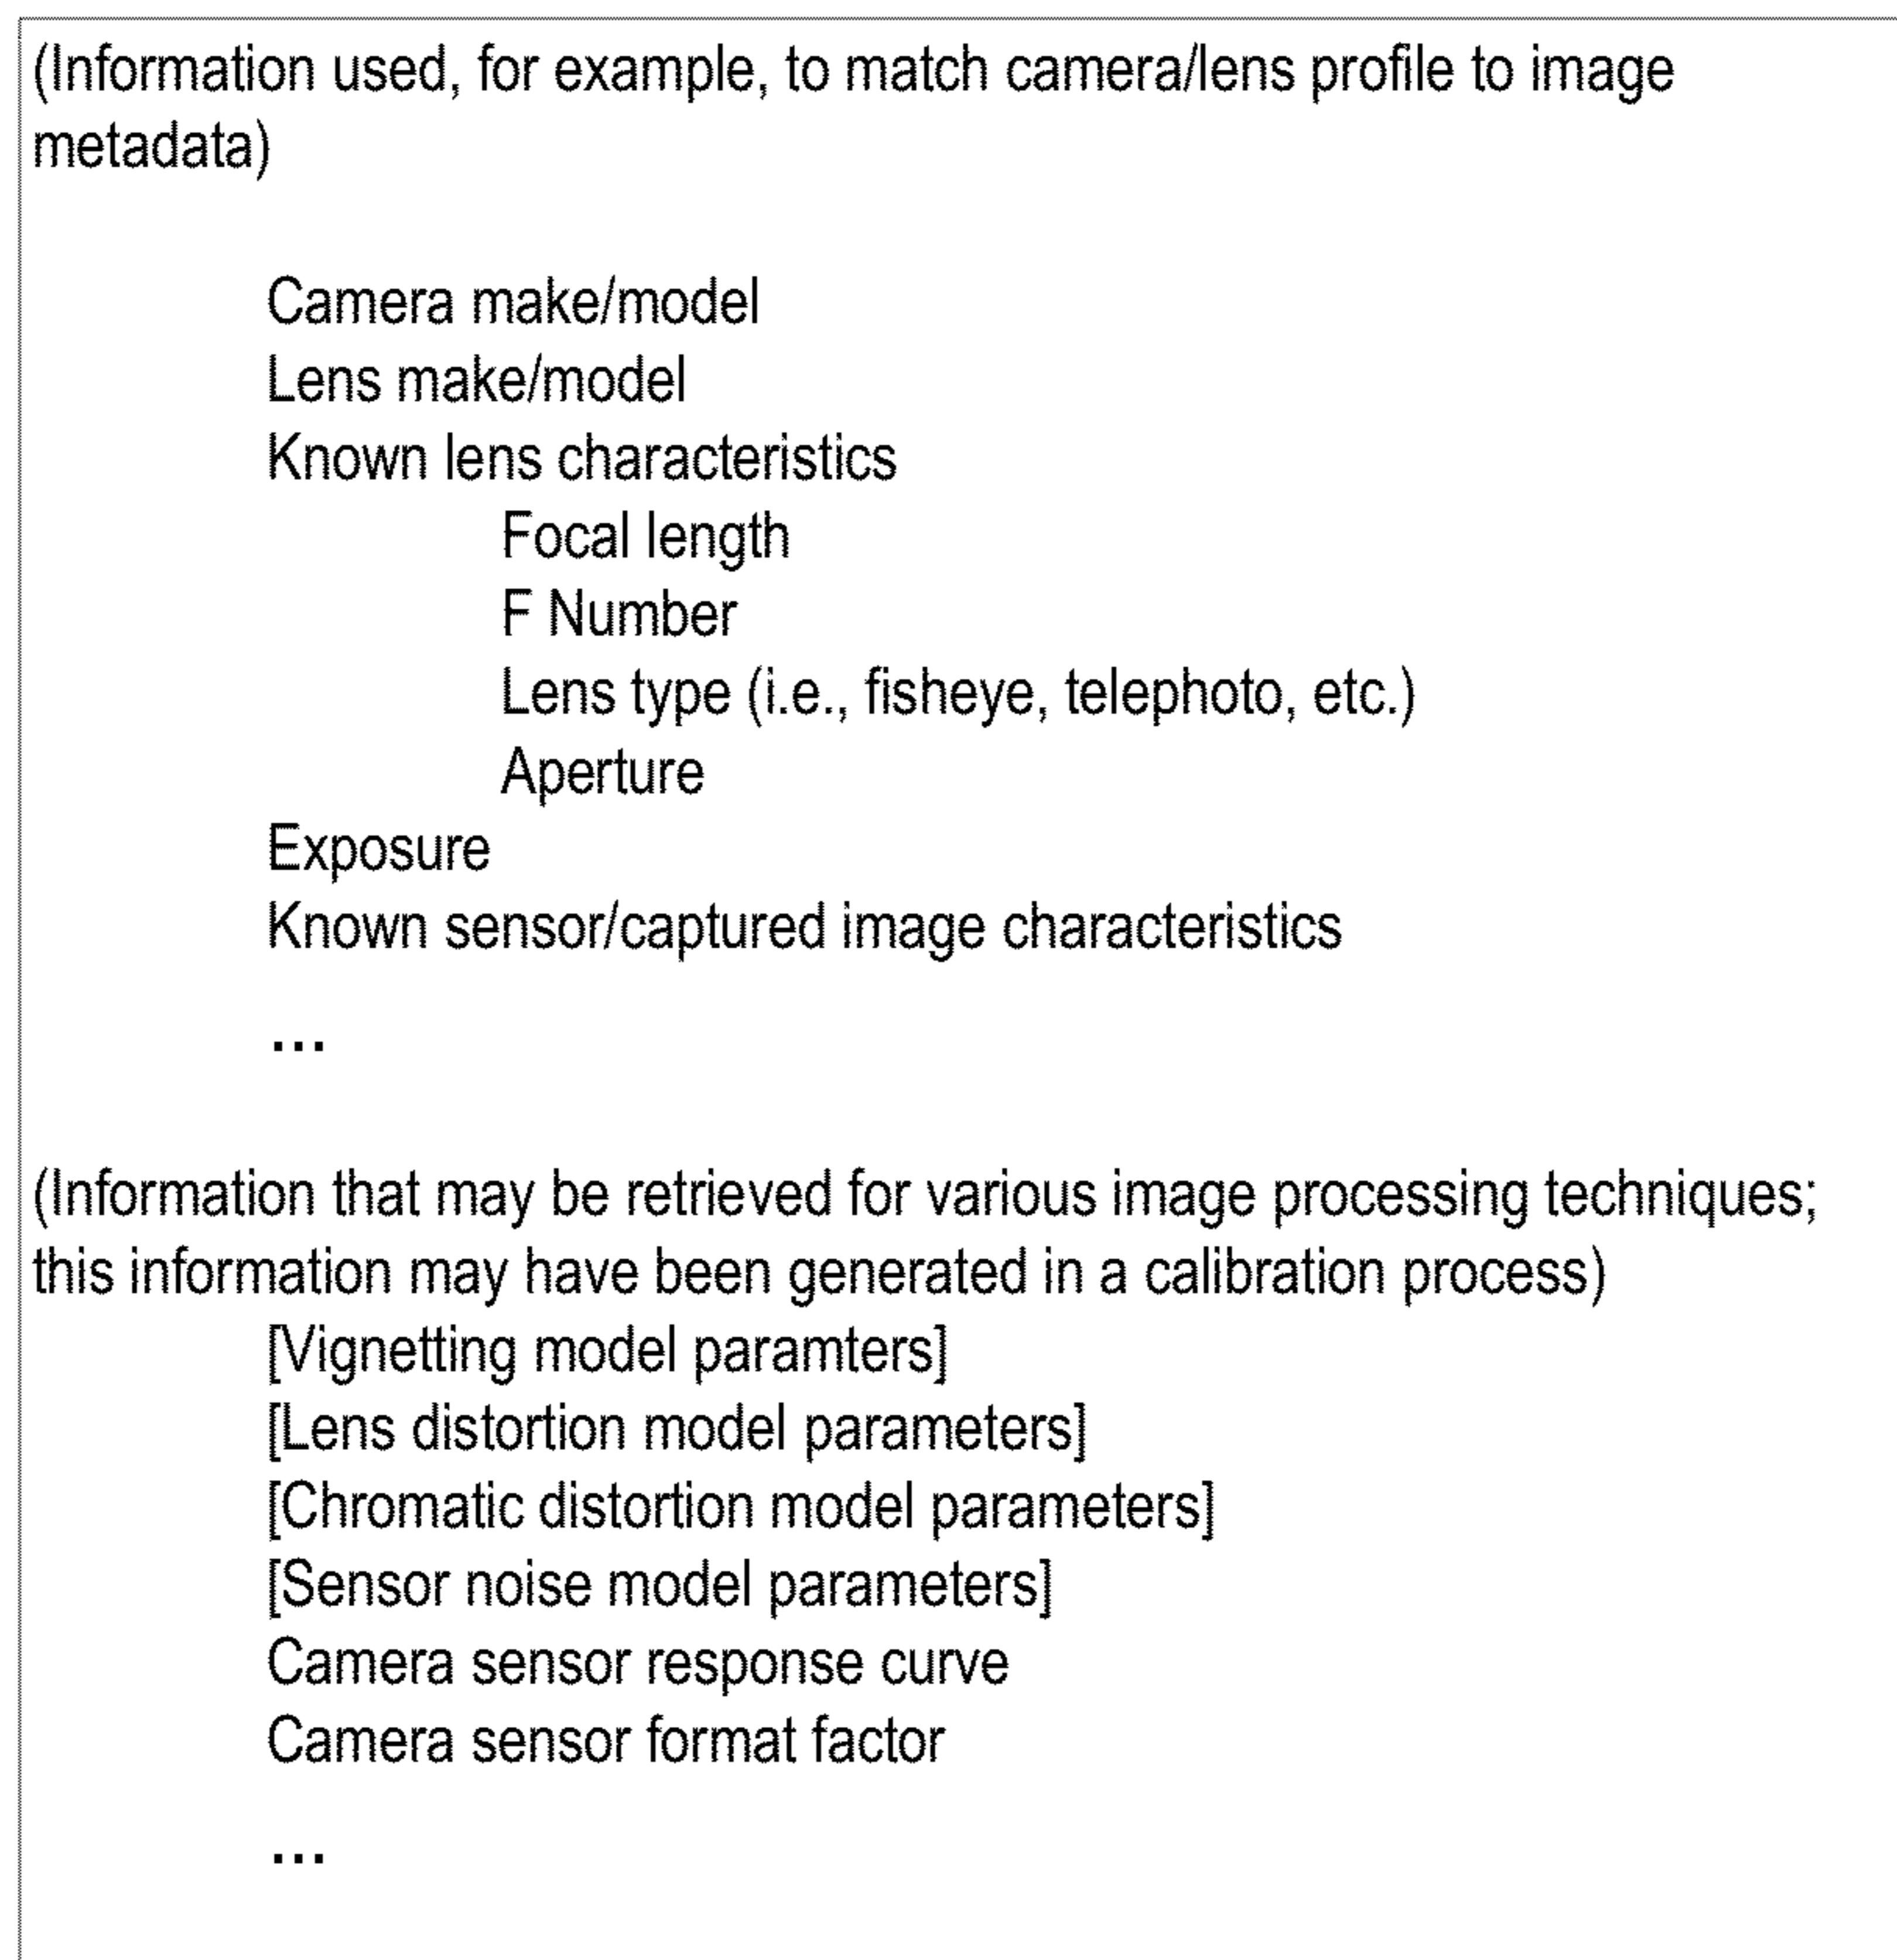 (Information used, for example, to match camera/lens profile to image
metadata)
Camera make/model
Lens make/model
Known lens characteristics
Focal length
F Number
Lens type (i.e., fisheye, telephoto, etc.)
Aperture
Exposure
Known sensor/captured image characteristics
...
(Information that may be retrieved for various image processing techniques;
this information may have been generated in a calibration process)
[Vignetting model paramters]
[Lens distortion model parameters]
[Chromatic distortion model parameters]
[Sensor noise model parameters]
Camera sensor response curve
Camera sensor format factor
...